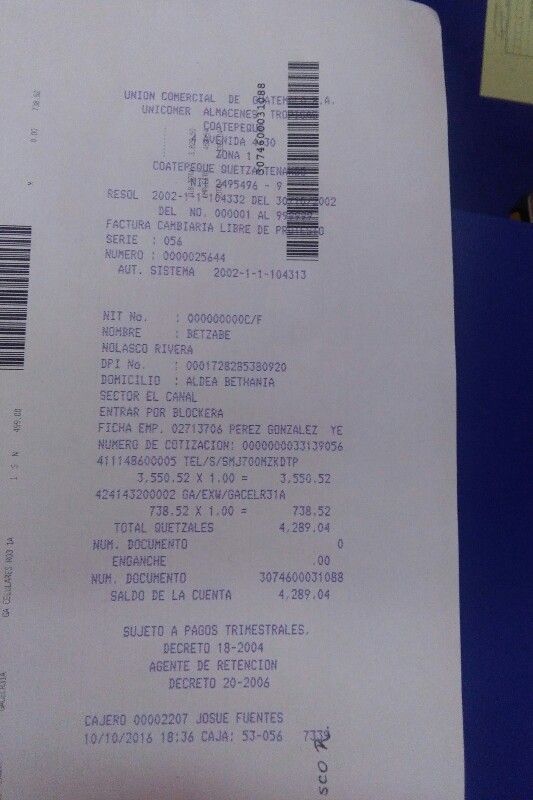 UNION COMERCIAL DE GUATEMALA S.A.
UNICOMER ALMACENES TROPIGAS
COATEPEQUE
4 AVENIDA 4-30
ZONA 1
COATEPEQUE QUETZALTENANGO
NIT 2495496 - 9
RESOL 2002-1-1-104332 DEL 30/10/2002
DEL NO. 000001 AL 999999
FACTURA CAMBIARIA LIBRE DE PROTESTO
SERIE : 056
NUMERO : 0000025644
AUT. SISTEMA 2002-1-1-104313
3074600031088
NIT No. : 000000000C/F
NOMBRE : BETZABE
NOLASCO RIVERA
DPI No. : 0001728285380920
DOMICILIO : ALDEA BETHANIA
SECTOR EL CANAL
ENTRAR POR BLOCKERA
FICHA EMP. 02713706 PEREZ GONZALEZ YE
NUMERO DE COTIZACION: 0000000033139056
411148600005 TEL/S/SMJ700MZKDTP
3,550.52 X 1.00 = 3,550.52
424143200002 GA/EXW/GACELR31A
738.52 X 1.00 = 738.52
TOTAL QUETZALES 4,289.04
NUM. DOCUMENTO 0
ENGANCHE .00
NUM. DOCUMENTO 3074600031088
SALDO DE LA CUENTA 4,289.04
SUJETO A PAGOS TRIMESTRALES.
DECRETO 18-2004
AGENTE DE RETENCION
DECRETO 20-2006
CAJERO 00002207 JOSUE FUENTES
10/10/2016 18:36 CAJA: 53-056 7339
SCO R
0.00 738.52
1 S N 499.00
GA CELULARES R00 1A
GACELR31A